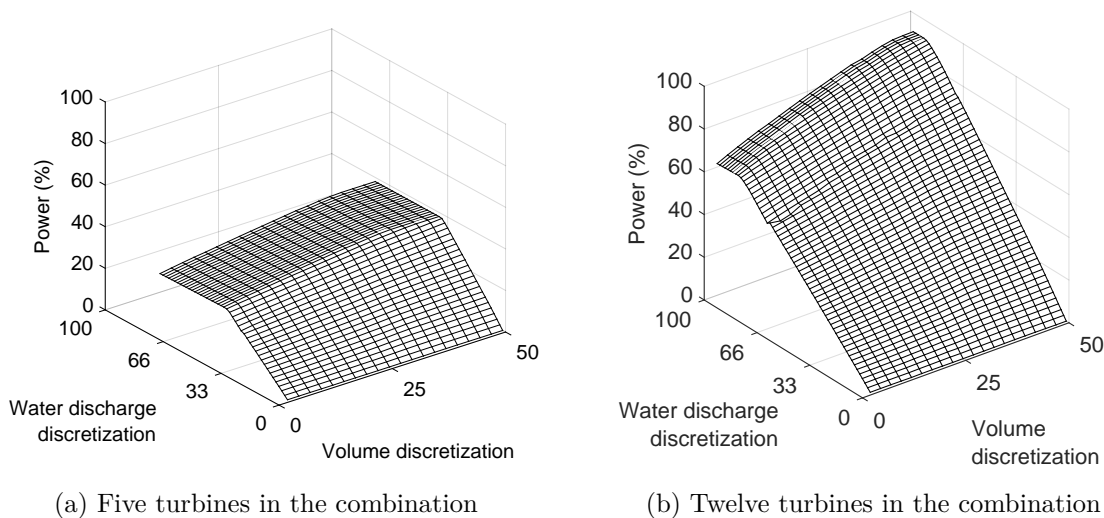 100
80
60
40
20
0
Power (%)
100
66
33
0
0
25
50
Water discharge
discretization
Volume discretization
(a) Five turbines in the combination
100
80
60
40
20
0
Power (%)
100
66
33
0
0
25
50
Water discharge
discretization
Volume
discretization
(b) Twelve turbines in the combination